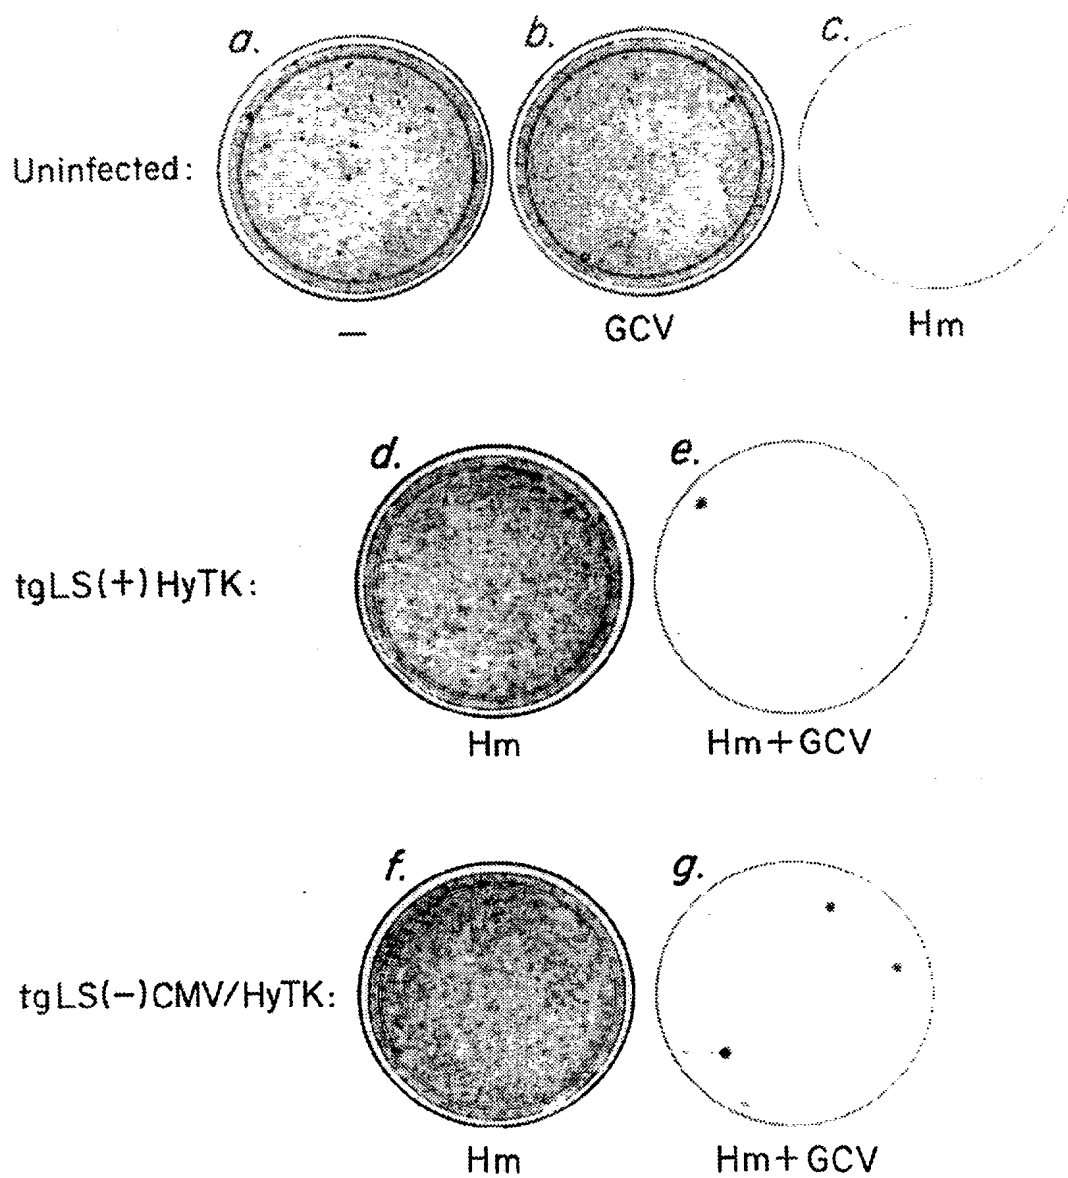 a. b. c.
Uninfected:
— GCV Hm
d. e.
tgLS(+)HyTK:
Hm Hm+GCV
f. g.
tgLS(-)CMV/HyTK:
Hm Hm+GCV